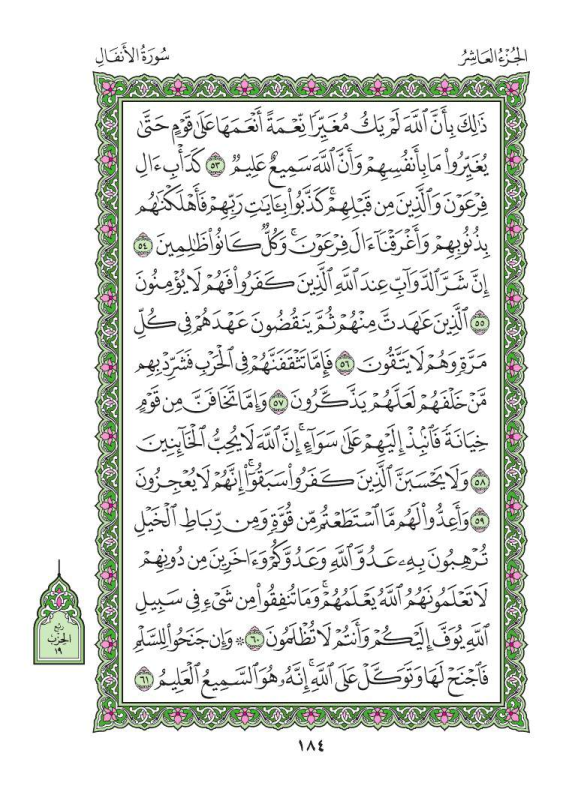 الجُزْءُ العَاشِرُ
سُورَةُ الأَنفَالِ
ذَٰلِكَ بِأَنَّ ٱللَّهَ لَمْ يَكُ مُغَيِّرًا نِّعْمَةً أَنْعَمَهَا عَلَىٰ قَوْمٍ حَتَّىٰ
يُغَيِّرُواْ مَا بِأَنفُسِهِمْ وَأَنَّ ٱللَّهَ سَمِيعٌ عَلِيمٌ ٥٣ كَدَأْبِ ءَالِ
فِرْعَوْنَ وَٱلَّذِينَ مِن قَبْلِهِمْۚ كَذَّبُواْ بِـَٔايَٰتِ رَبِّهِمْ فَأَهْلَكْنَٰهُم
بِذُنُوبِهِمْ وَأَغْرَقْنَآ ءَالَ فِرْعَوْنَۚ وَكُلٌّ كَانُواْ ظَٰلِمِينَ ٥٤
إِنَّ شَرَّ ٱلدَّوَآبِّ عِندَ ٱللَّهِ ٱلَّذِينَ كَفَرُواْ فَهُمْ لَا يُؤْمِنُونَ
٥٥ ٱلَّذِينَ عَٰهَدتَّ مِنْهُمْ ثُمَّ يَنقُضُونَ عَهْدَهُمْ فِى كُلِّ
مَرَّةٍ وَهُمْ لَا يَتَّقُونَ ٥٦ فَإِمَّا تَثْقَفَنَّهُمْ فِى ٱلْحَرْبِ فَشَرِّدْ بِهِم
مَّنْ خَلْفَهُمْ لَعَلَّهُمْ يَذَّكَّرُونَ ٥٧ وَإِمَّا تَخَافَنَّ مِن قَوْمٍ
خِيَانَةً فَٱنۢبِذْ إِلَيْهِمْ عَلَىٰ سَوَآءٍۚ إِنَّ ٱللَّهَ لَا يُحِبُّ ٱلْخَآئِنِينَ
٥٨ وَلَا يَحْسَبَنَّ ٱلَّذِينَ كَفَرُواْ سَبَقُوٓاْۚ إِنَّهُمْ لَا يُعْجِزُونَ
٥٩ وَأَعِدُّواْ لَهُم مَّا ٱسْتَطَعْتُم مِّن قُوَّةٍ وَمِن رِّبَاطِ ٱلْخَيْلِ
تُرْهِبُونَ بِهِۦ عَدُوَّ ٱللَّهِ وَعَدُوَّكُمْ وَءَاخَرِينَ مِن دُونِهِمْ
لَا تَعْلَمُونَهُمُ ٱللَّهُ يَعْلَمُهُمْۚ وَمَا تُنفِقُواْ مِن شَىْءٍ فِى سَبِيلِ
ٱللَّهِ يُوَفَّ إِلَيْكُمْ وَأَنتُمْ لَا تُظْلَمُونَ ٦٠ ۞ وَإِن جَنَحُواْ لِلسَّلْمِ
فَٱجْنَحْ لَهَا وَتَوَكَّلْ عَلَى ٱللَّهِۚ إِنَّهُۥ هُوَ ٱلسَّمِيعُ ٱلْعَلِيمُ ٦١
ربع
الحزب
١٩
١٨٤